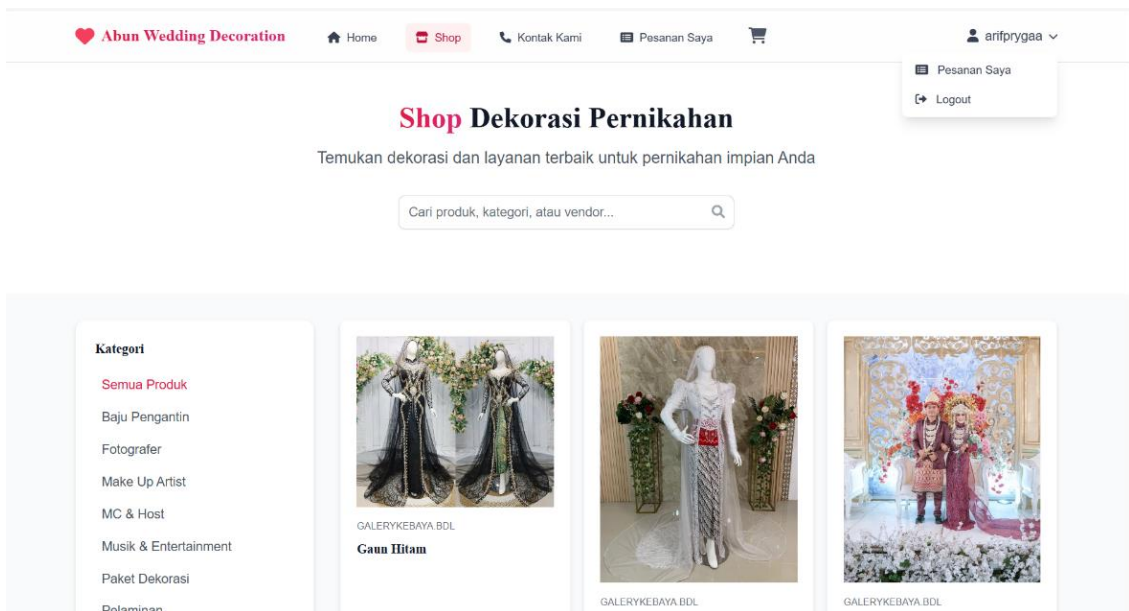 Abun Wedding Decoration Home Shop Kontak Kami Pesanan Saya arifprygaa
Pesanan Saya
Logout
Shop Dekorasi Pernikahan
Temukan dekorasi dan layanan terbaik untuk pernikahan impian Anda
Cari produk, kategori, atau vendor...
Kategori
Semua Produk
Baju Pengantin
Fotografer
Make Up Artist
MC & Host
Musik & Entertainment
Paket Dekorasi
Pelaminan
GALERYKEBAYA.BDL
Gaun Hitam
GALERYKEBAYA.BDL
GALERYKEBAYA.BDL